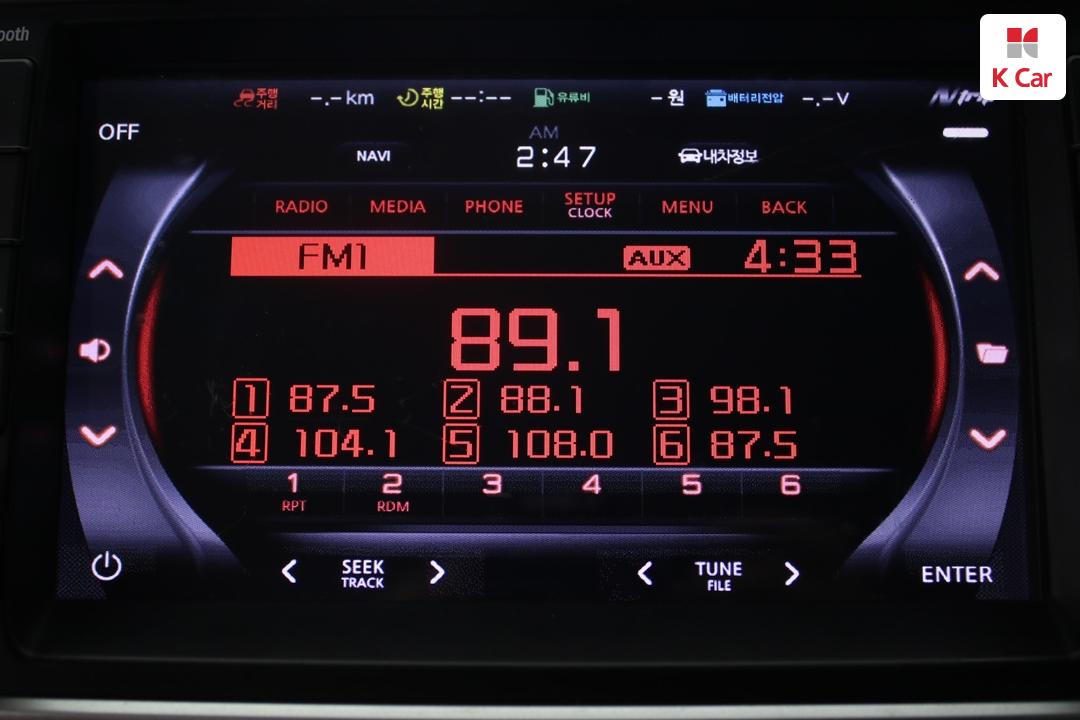 K Car
주행거리 -.-km 주행시간 --:-- 유류비 - 원 배터리전압 -.-V
OFF
AM
NAVI 2:47 내차정보
RADIO MEDIA PHONE SETUP CLOCK MENU BACK
FM1 AUX 4:33
89.1
1 87.5 2 88.1 3 98.1
4 104.1 5 108.0 6 87.5
1 2 3 4 5 6
RPT RDM
SEEK TRACK TUNE FILE ENTER